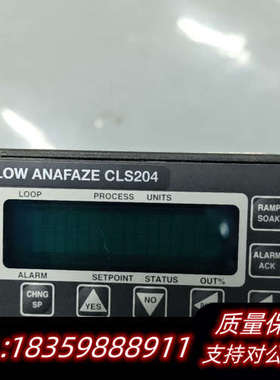 LOW ANAFAZE CLS204
LOOP PROCESS UNITS
RAMP
SOAK
ALARM
ACK
ALARM SETPOINT STATUS OUT%
CHNG
SP
YES
NO
质量保
:18359888911 支持对公